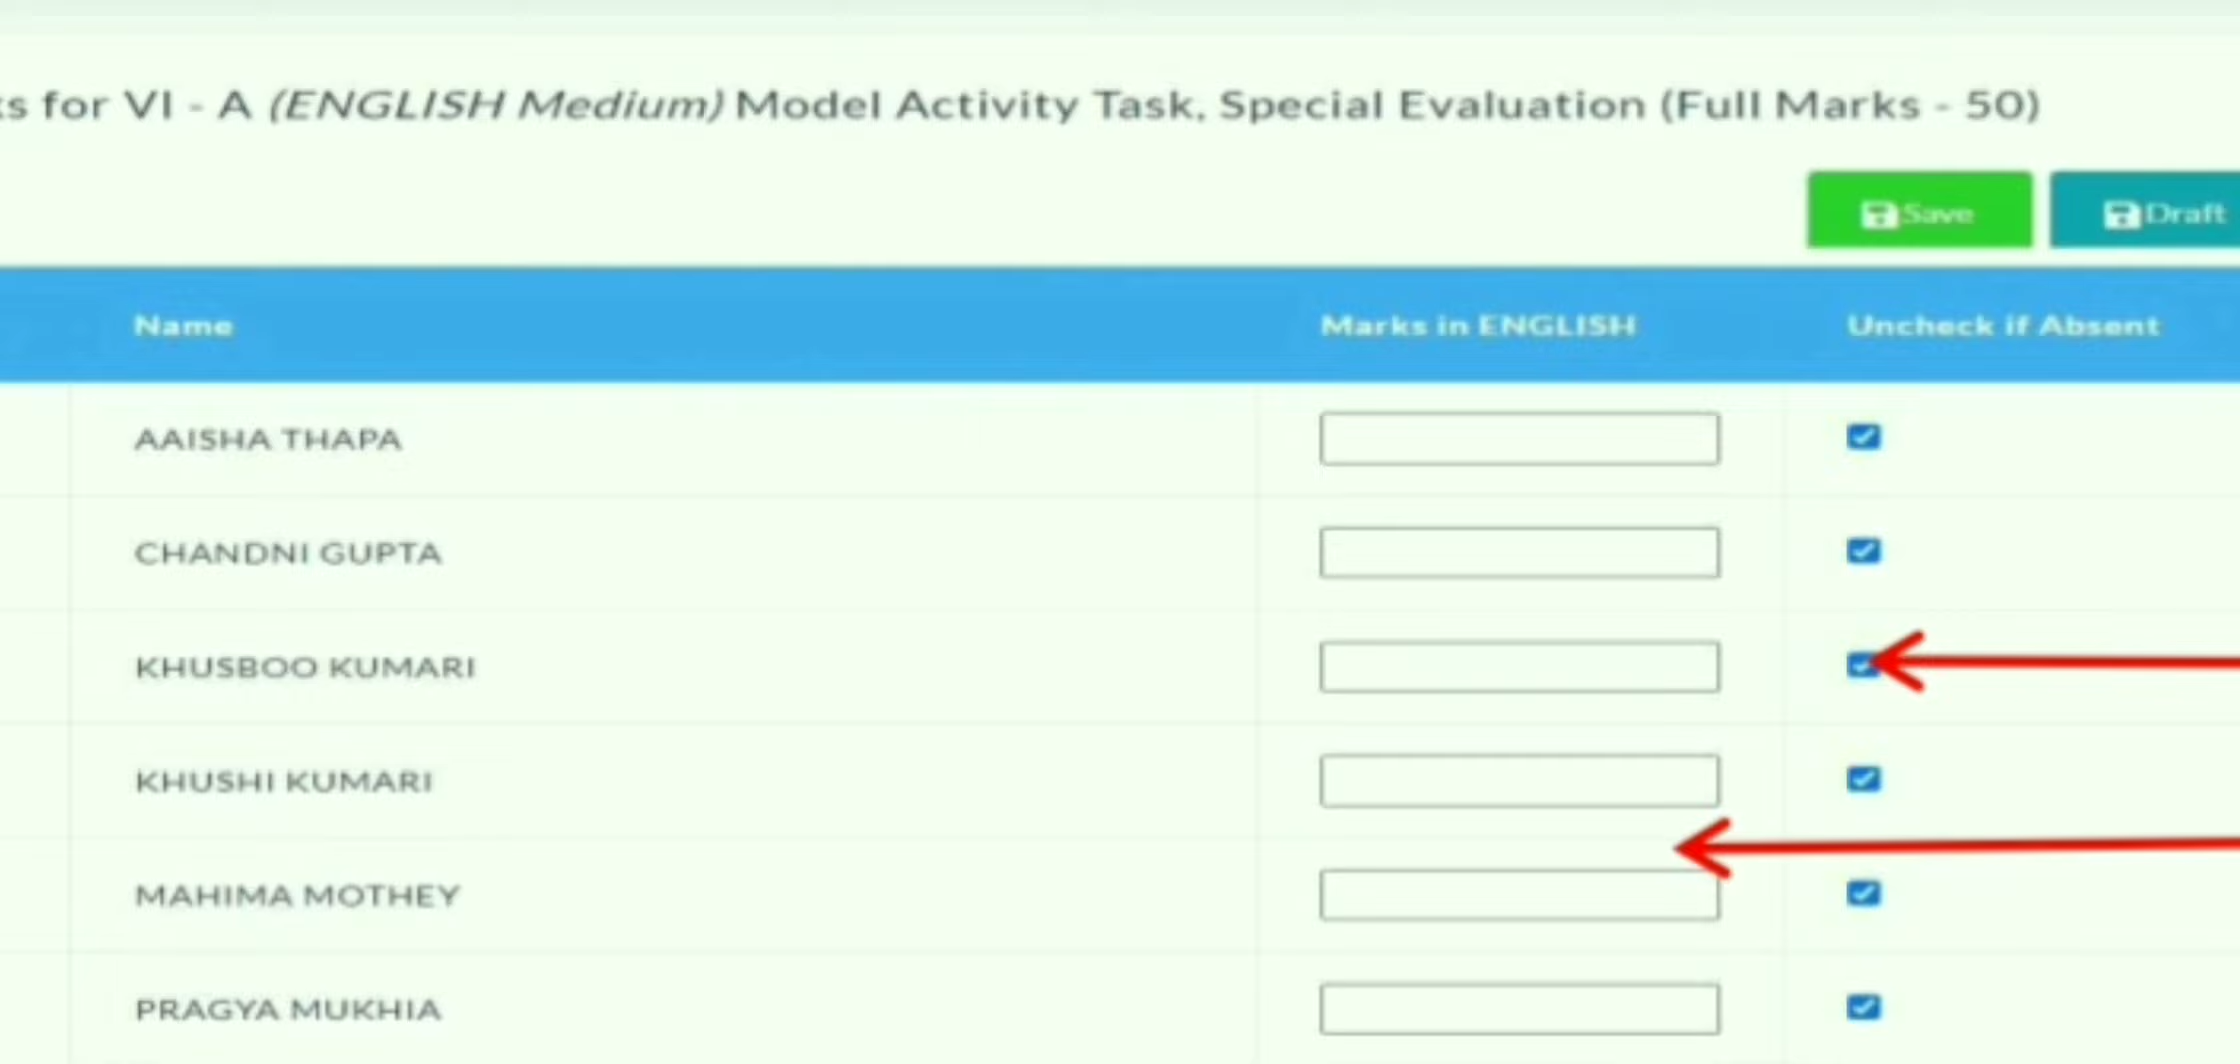 for VI - A (ENGLISH Medium) Model Activity Task, Special Evaluation (Full Marks - 50)
Save Draft
Name Marks in ENGLISH Uncheck if Absent
AAISHA THAPA
CHANDNI GUPTA
KHUSBOO KUMARI
KHUSHI KUMARI
MAHIMA MOTHEY
PRAGYA MUKHIA